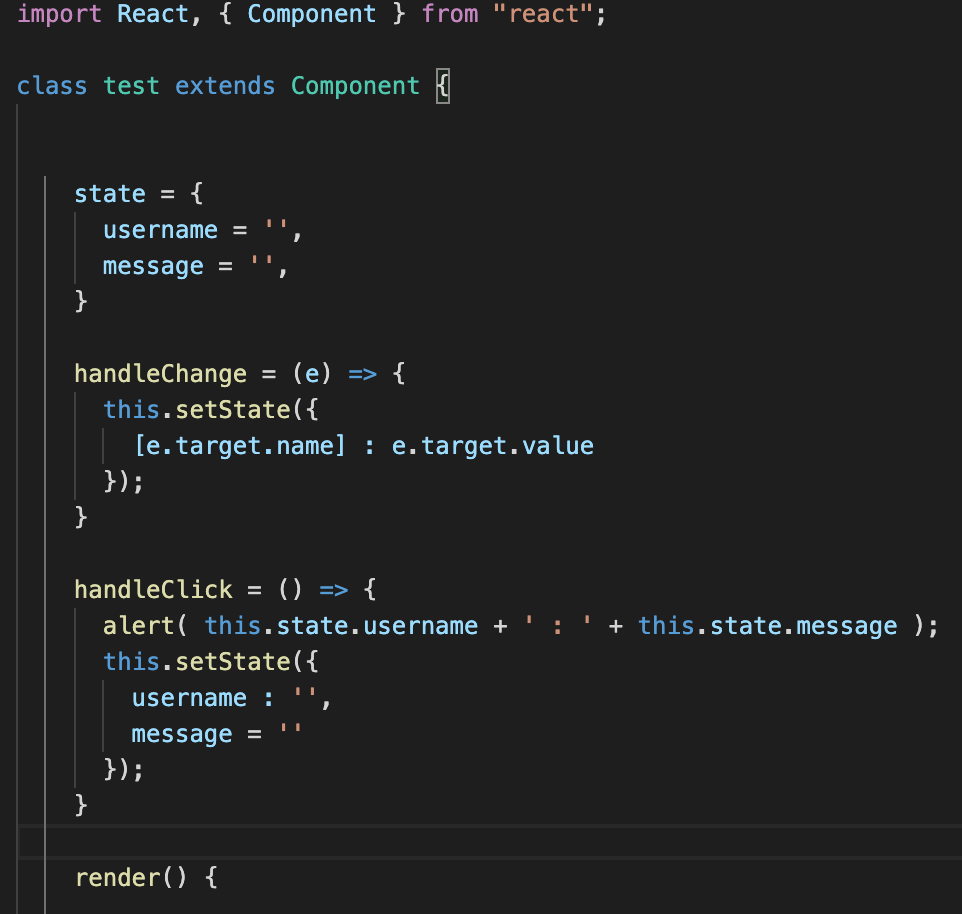 import React, { Component } from "react";
class test extends Component {
state = {
username = '',
message = '',
}
handleChange = (e) => {
this.setState({
[e.target.name] : e.target.value
});
}
handleClick = () => {
alert( this.state.username + ' : ' + this.state.message );
this.setState({
username : '',
message = ''
});
}
render() {